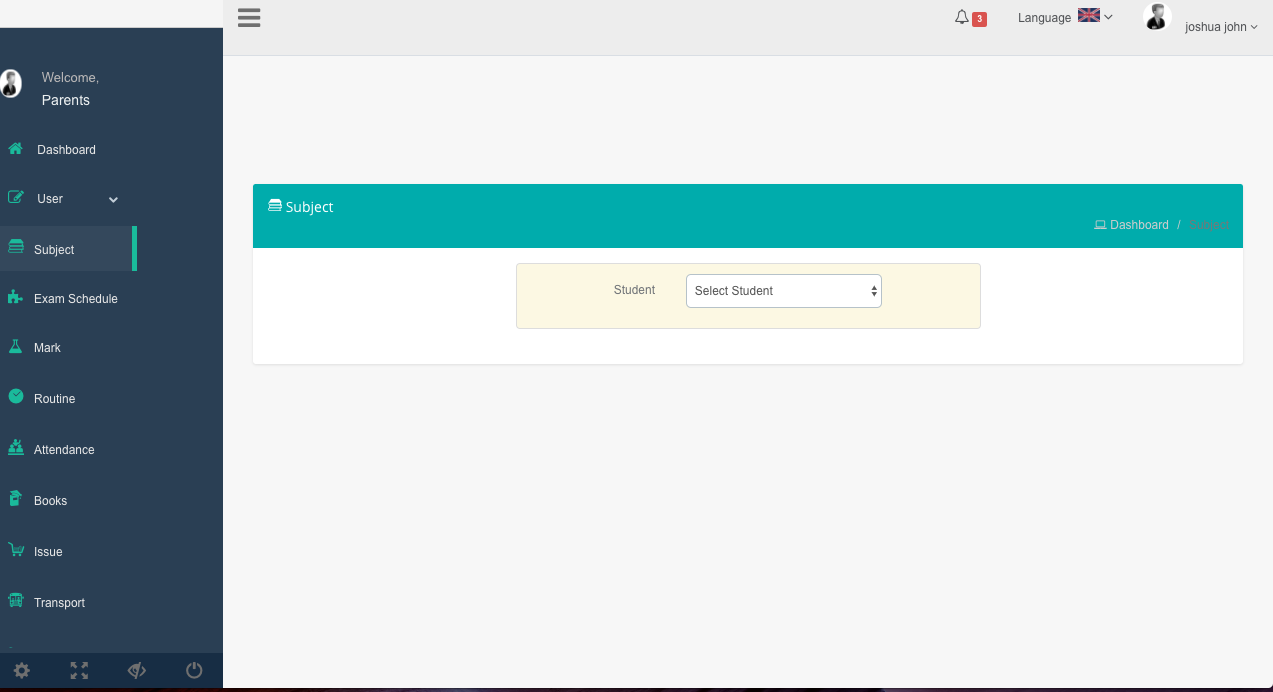 3
Language
joshua john
Welcome,
Parents
Dashboard
User
Subject
Exam Schedule
Mark
Routine
Attendance
Books
Issue
Transport
Subject
Dashboard / Subject
Student
Select Student